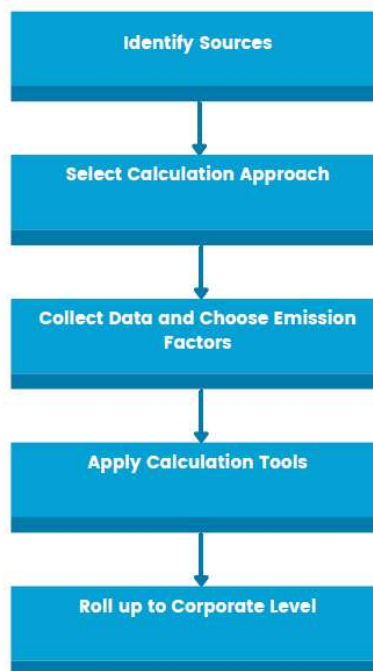 Identify Sources
Select Calculation Approach
Collect Data and Choose Emission
Factors
Apply Calculation Tools
Roll up to Corporate Level